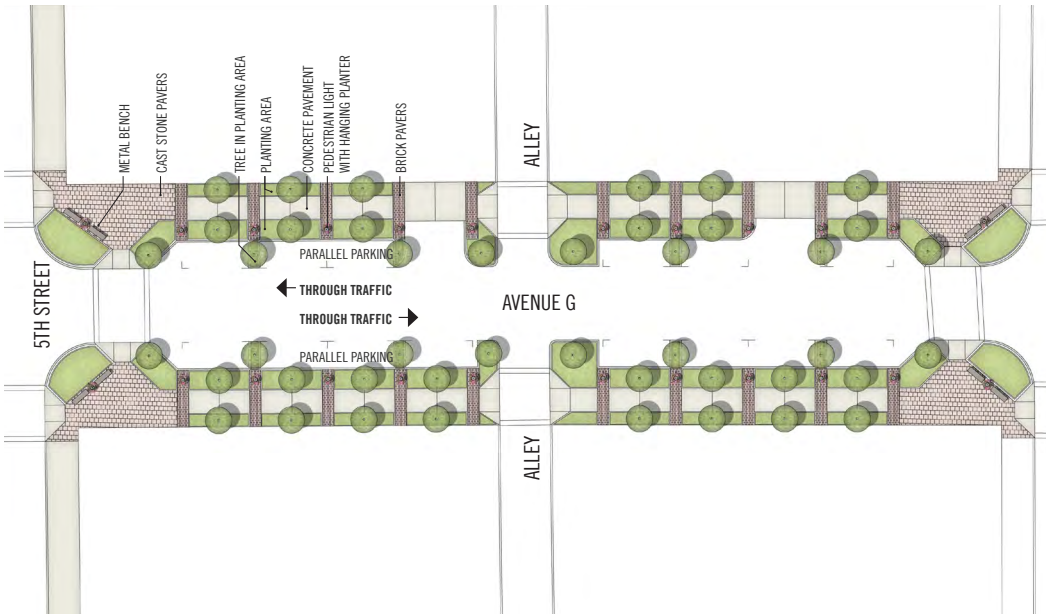 METAL BENCH
CAST STONE PAVERS
TREE IN PLANTING AREA
PLANTING AREA
CONCRETE PAVEMENT
PEDESTRIAN LIGHT
WITH HANGING PLANTER
BRICK PAVERS
ALLEY
PARALLEL PARKING
THROUGH TRAFFIC
AVENUE G
THROUGH TRAFFIC
5TH STREET
PARALLEL PARKING
ALLEY